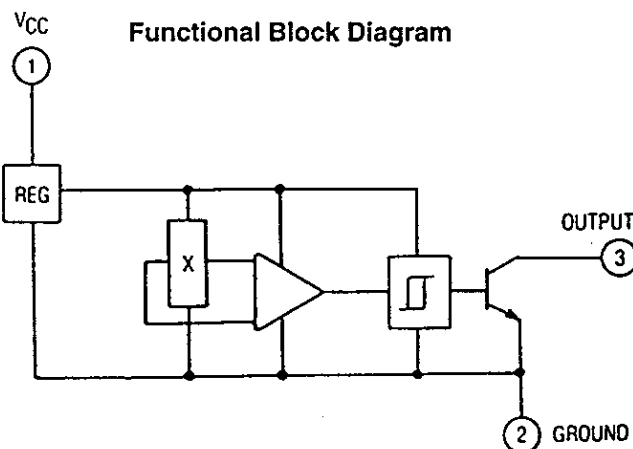 Functional Block Diagram
VCC
1
REG
X
OUTPUT
3
2 GROUND